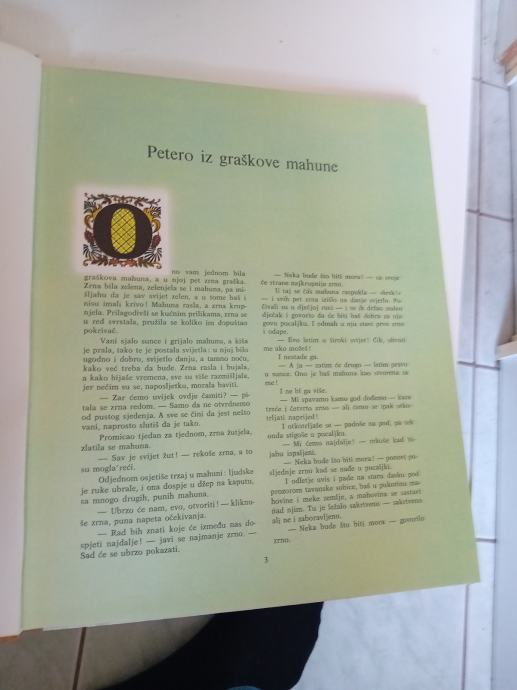 Petero iz graškove mahune
O
no vam jednom bila
graškova mahuna, a u njoj pet zrna graška.
Zrna bila zelena, zelenjela se i mahuna, pa mi-
šljahu da je sav svijet zelen, a u tome baš i
nisu imali krivo! Mahuna rasla, a zrna krup-
njela. Prilagodivši se kućnim prilikama, zrna se
u red svrstala, pružila se koliko im dopuštao
pokrivač.
Vani sjalo sunce i grijalo mahunu, a kiša
je prala, tako te je postala svijetla: u njoj bilo
ugodno i dobro, svijetlo danju, a tamno noću,
kako već treba da bude. Zrna rasla i bujala,
a kako bijaše vremena, sve su više razmišljala,
jer nečim su se, naposljetku, morala baviti.
— Zar ćemo uvijek ovdje čamiti? — pi-
tala se zrna redom. — Samo da ne otvrdnemo
od pustog sjedenja. A sve se čini da jest nešto
vani, naprosto slutiš da je tako.
Promicao tjedan za tjednom, zrna žutjela,
zlatila se mahuna.
— Sav je svijet žut! — rekoše zrna, a to
su mogla reći.
Odjednom osjetiše trzaj u mahuni: ljudske
je ruke ubrale, i ona dospje u džep na kaputu,
sa mnogo drugih, punih mahuna.
— Ubrzo će nam, evo, otvoriti! — kliknu-
še zrna, puna napeta očekivanja.
— Rad bih znati koje će između nas do-
spjeti najdalje! — javi se najmanje zrno. —
Sad će se ubrzo pokazati.
— Neka bude što biti mora! — na svoje
će strane najkrupnije zrno.
U taj se čas mahuna raspukla —
— i svih pet zrna izišlo na danje svjetlo. Po-
čivali su u dječjoj ruci — i
dječak i govorio da će biti baš dobra za nje-
govu pucaljku. I odmah u nju stavi prvo zrno
i odape.
— Evo letim u široki svijet! Čik, uhvati
me ako možeš!
I nestade ga.
— A ja — zatim će drugo — letim pravo
u sunce. Ono je baš mahuna kao stvorena za
me!
I ne bi ga više.
— Mi spavamo kamo god dođemo — kaza
treće i četvrto zrno — ali ćemo se ipak otko-
trljati naprijed!
I otkotrljaše se — padoše na pod, pa tek
onda stigoše u pucaljku.
— Mi ćemo najdalje! — rekoše kad bi-
jahu ispaljeni.
— Neka bude što biti mora! — ponovi po-
sljednje zrno kad se nađe u pucaljki.
I odletje uvis i pade na staru dasku pod
prozorom tavanske sobice, baš u pukotinu ma-
hovine i meke zemlje, a mahovina se sastavi
nad njim. Tu je ležalo sakriveno — sakriveno
ali ne i zaboravljeno.
— Neka bude što biti mora — govorilo
zrno.
3